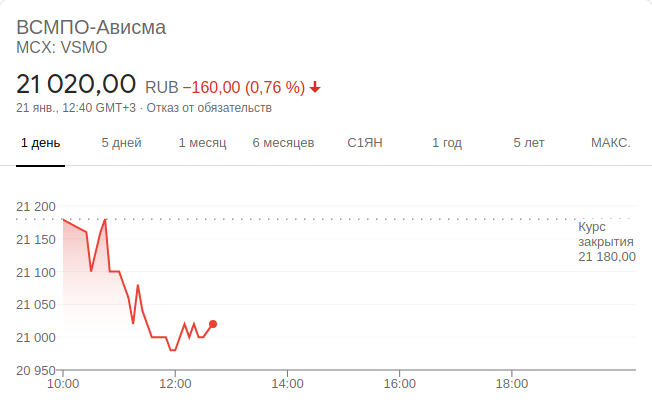 ВСМПО-Ависма
MCX: VSMO
21 020,00 RUB −160,00 (0,76 %)
21 янв., 12:40 GMT+3 · Отказ от обязательств
1 день 5 дней 1 месяц 6 месяцев С1ЯН 1 год 5 лет МАКС.
21 200
Курс
закрытия
21 180,00
21 150
21 100
21 050
21 000
20 950
10:00 12:00 14:00 16:00 18:00